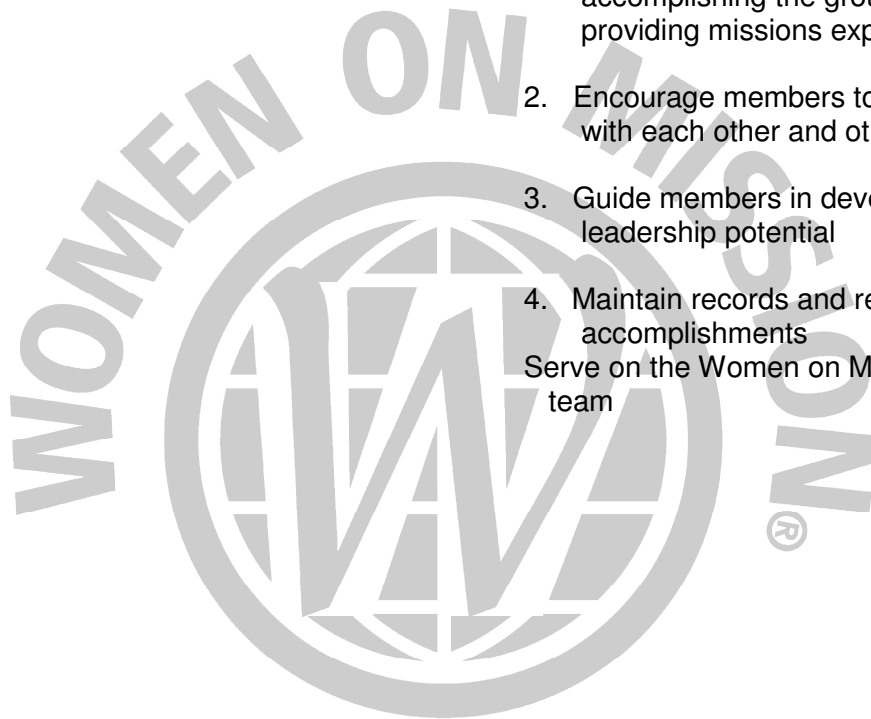 accomplishing the grou
providing missions exp
2. Encourage members to
with each other and ot
3. Guide members in deve
leadership potential
4. Maintain records and re
accomplishments
Serve on the Women on M
team
WOMEN ON MISSION®
W